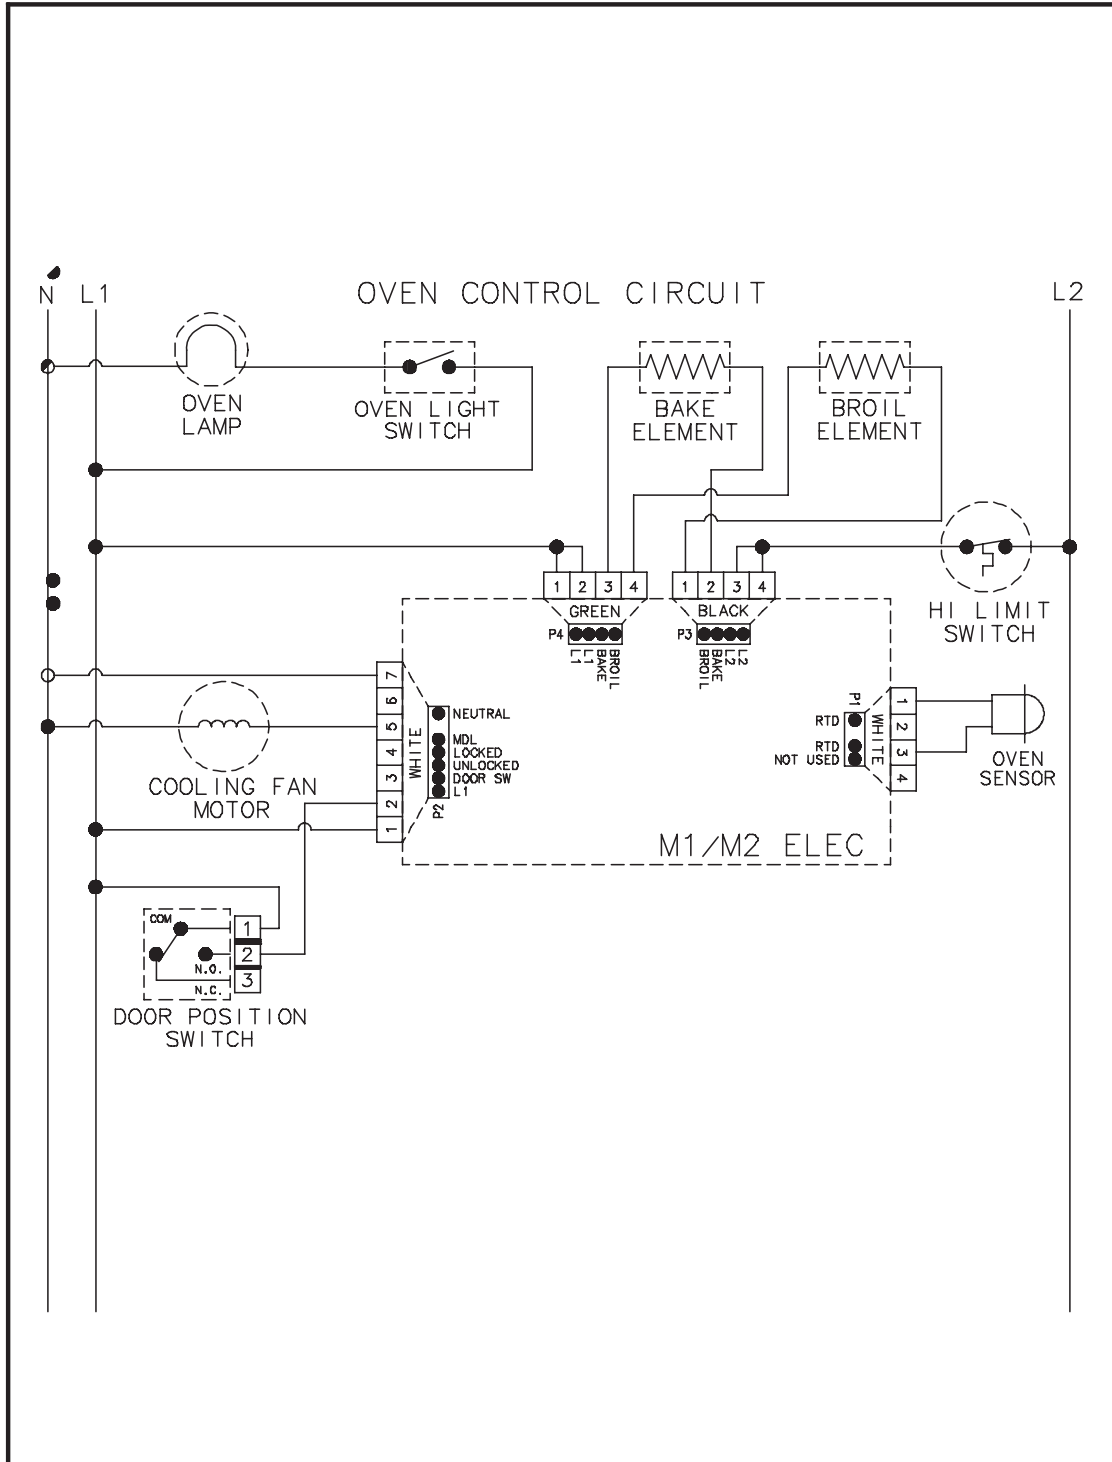 N L1 OVEN CONTROL CIRCUIT L2
OVEN
LAMP
OVEN LIGHT
SWITCH
BAKE
ELEMENT
BROIL
ELEMENT
1 2 3 4
GREEN
P4
L1
L1
BAKE
BROIL
1 2 3 4
BLACK
P3
BROIL
BAKE
L2
L2
HI LIMIT
SWITCH
7
6
5
4
3
2
1
WHITE
NEUTRAL
MDL
LOCKED
UNLOCKED
DOOR SW
L1
P2
P1
RTD
RTD
NOT USED
WHITE
1
2
3
4
OVEN
SENSOR
COOLING FAN
MOTOR
M1/M2 ELEC
COM
N.O.
N.C.
1
2
3
DOOR POSITION
SWITCH